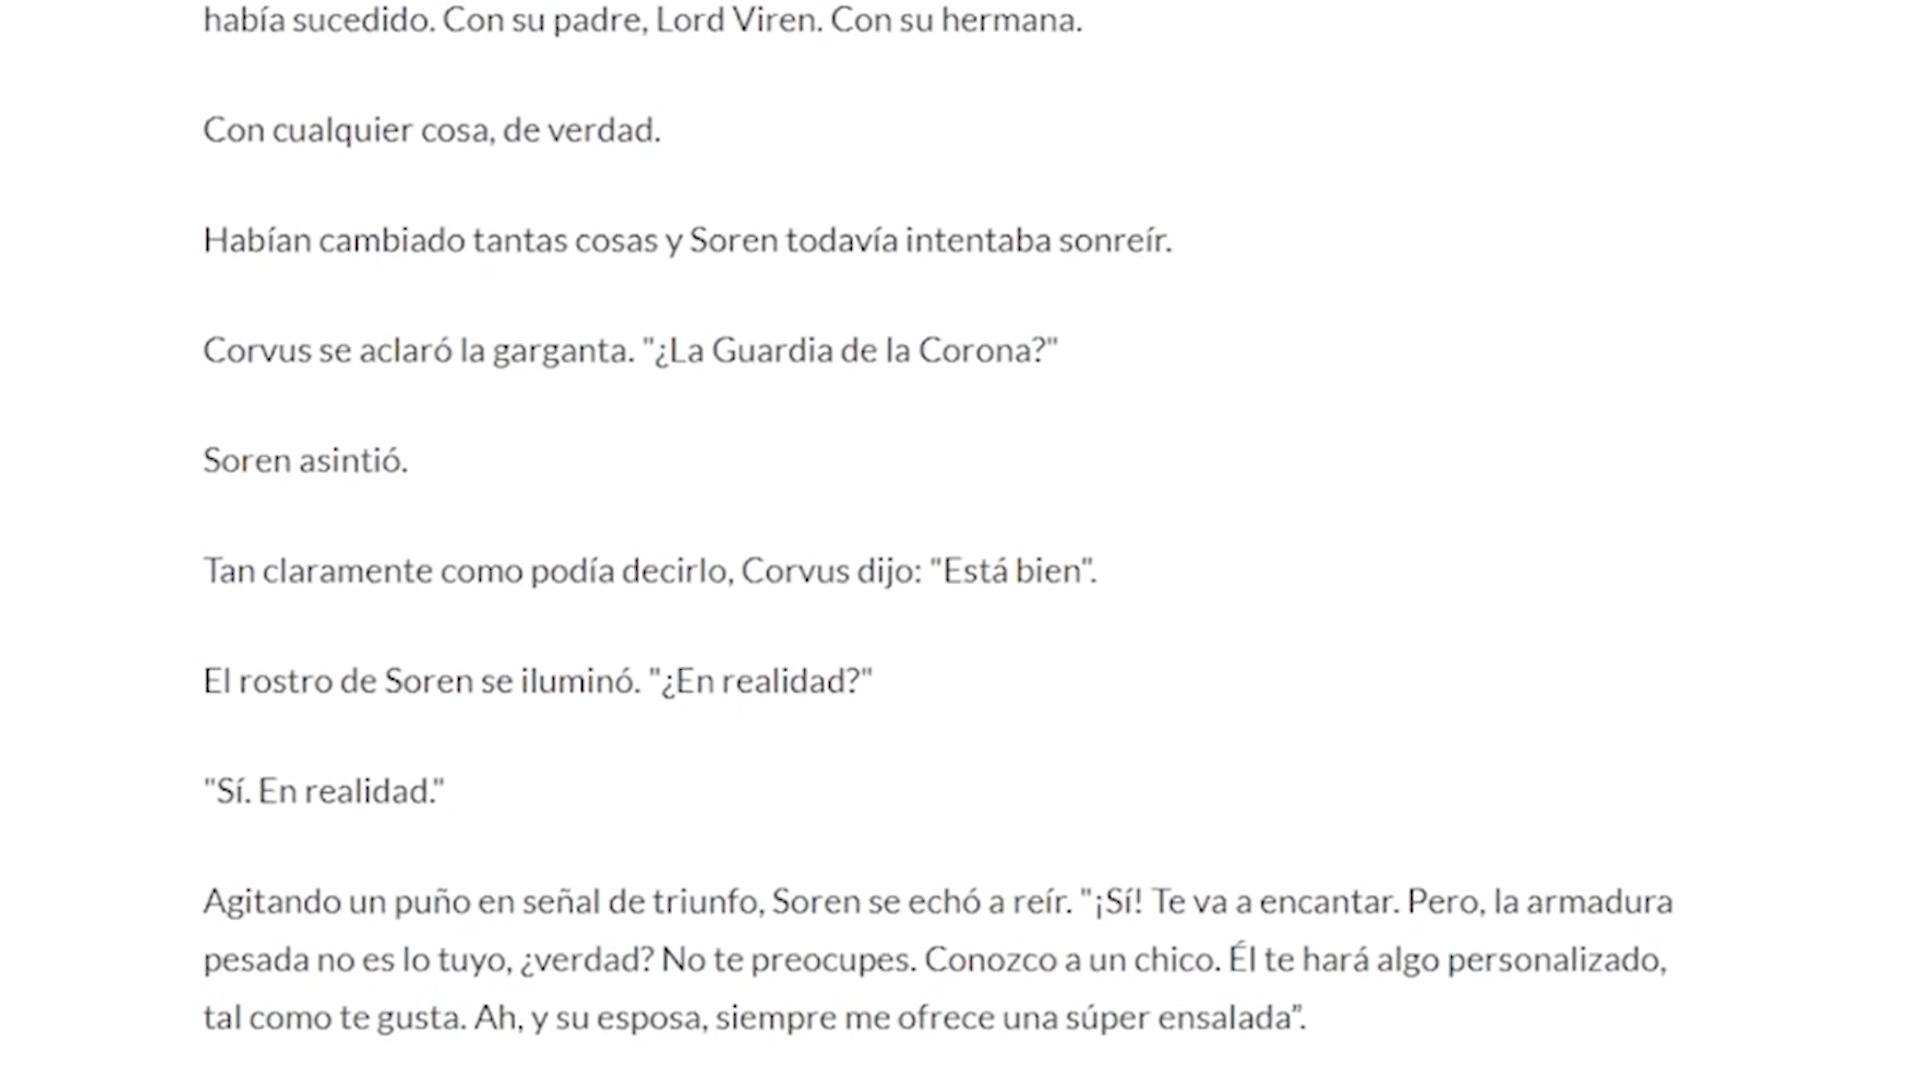 había sucedido. Con su padre, Lord Viren. Con su hermana.
Con cualquier cosa, de verdad.
Habían cambiado tantas cosas y Soren todavía intentaba sonreír.
Corvus se aclaró la garganta. "¿La Guardia de la Corona?"
Soren asintió.
Tan claramente como podía decirlo, Corvus dijo: "Está bien".
El rostro de Soren se iluminó. "¿En realidad?"
"Sí. En realidad."
Agitando un puño en señal de triunfo, Soren se echó a reír. "¡Sí! Te va a encantar. Pero, la armadura
pesada no es lo tuyo, ¿verdad? No te preocupes. Conozco a un chico. Él te hará algo personalizado,
tal como te gusta. Ah, y su esposa, siempre me ofrece una súper ensalada”.